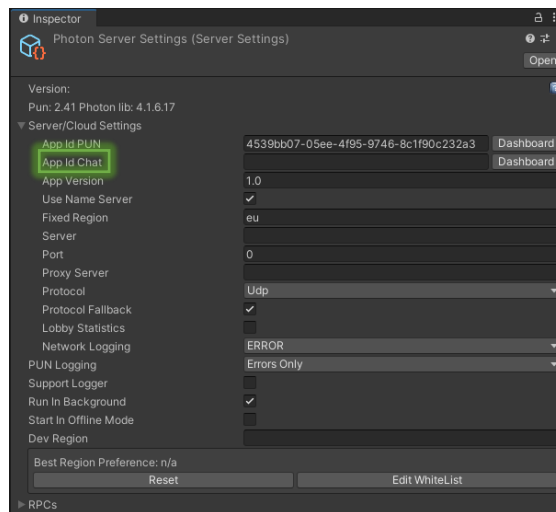 Inspector
Photon Server Settings (Server Settings)
Open
Version:
Pun: 2.41 Photon lib: 4.1.6.17
Server/Cloud Settings
App Id PUN 4539bb07-05ee-4f95-9746-8c1f90c232a3 Dashboard
App Id Chat Dashboard
App Version 1.0
Use Name Server
Fixed Region eu
Server
Port 0
Proxy Server
Protocol Udp
Protocol Fallback
Lobby Statistics
Network Logging ERROR
PUN Logging Errors Only
Support Logger
Run In Background
Start In Offline Mode
Dev Region
Best Region Preference: n/a
Reset Edit WhiteList
RPCs